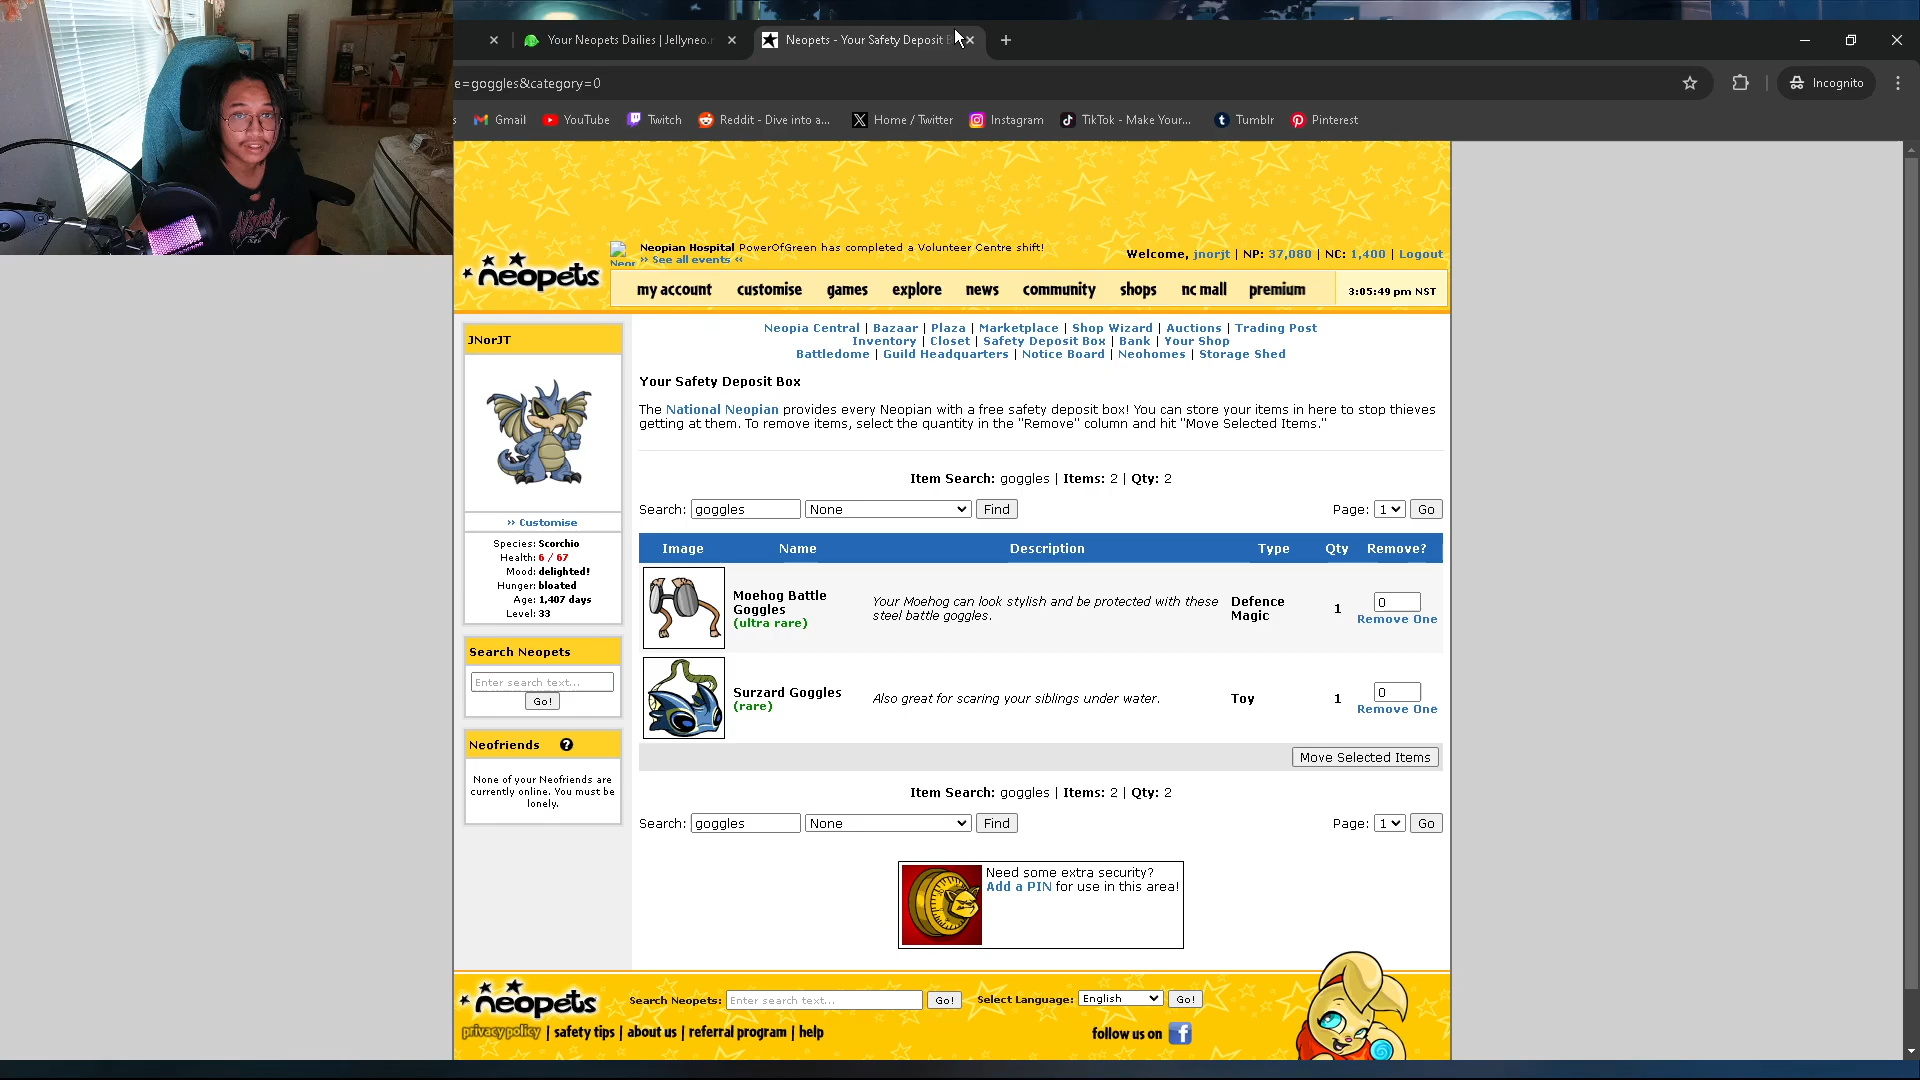 Your Neopets Dailies | Jellyneo.n
Neopets - Your Safety Deposit B
e=goggles&category=0
Incognito
s Gmail YouTube Twitch Reddit - Dive into a... Home / Twitter Instagram TikTok - Make Your... Tumblr Pinterest
Neopian Hospital PowerOfGreen has completed a Volunteer Centre shift!
>> See all events <<
Welcome, jnorjt | NP: 37,080 | NC: 1,400 | Logout
neopets
my account customise games explore news community shops nc mall premium
3:05:49 pm NST
JNorJT
>> Customise
Species: Scorchio
Health: 6 / 67
Mood: delighted!
Hunger: bloated
Age: 1,407 days
Level: 33
Search Neopets
Enter search text...
Go!
Neofriends ?
None of your Neofriends are
currently online. You must be
lonely.
Neopia Central | Bazaar | Plaza | Marketplace | Shop Wizard | Auctions | Trading Post
Inventory | Closet | Safety Deposit Box | Bank | Your Shop
Battledome | Guild Headquarters | Notice Board | Neohomes | Storage Shed
Your Safety Deposit Box
The National Neopian provides every Neopian with a free safety deposit box! You can store your items in here to stop thieves
getting at them. To remove items, select the quantity in the "Remove" column and hit "Move Selected Items."
Item Search: goggles | Items: 2 | Qty: 2
Search: goggles None Find Page: 1 Go
Image Name Description Type Qty Remove?
Moehog Battle
Goggles
(ultra rare)
Your Moehog can look stylish and be protected with these
steel battle goggles.
Defence
Magic
1
0
Remove One
Surzard Goggles
(rare)
Also great for scaring your siblings under water.
Toy
1
0
Remove One
Move Selected Items
Item Search: goggles | Items: 2 | Qty: 2
Search: goggles None Find Page: 1 Go
Need some extra security?
Add a PIN for use in this area!
neopets
Search Neopets: Enter search text... Go! Select Language: English Go!
privacy policy | safety tips | about us | referral program | help
follow us on f